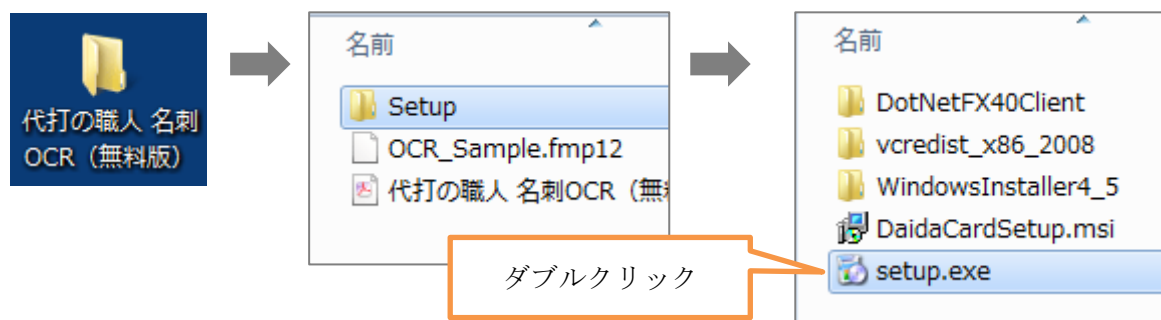 代打の職人 名刺
OCR（無料版）
名前
Setup
OCR_Sample.fmp12
代打の職人 名刺OCR（無
ダブルクリック
名前
DotNetFX40Client
vcredist_x86_2008
WindowsInstaller4_5
DaidaCardSetup.msi
setup.exe